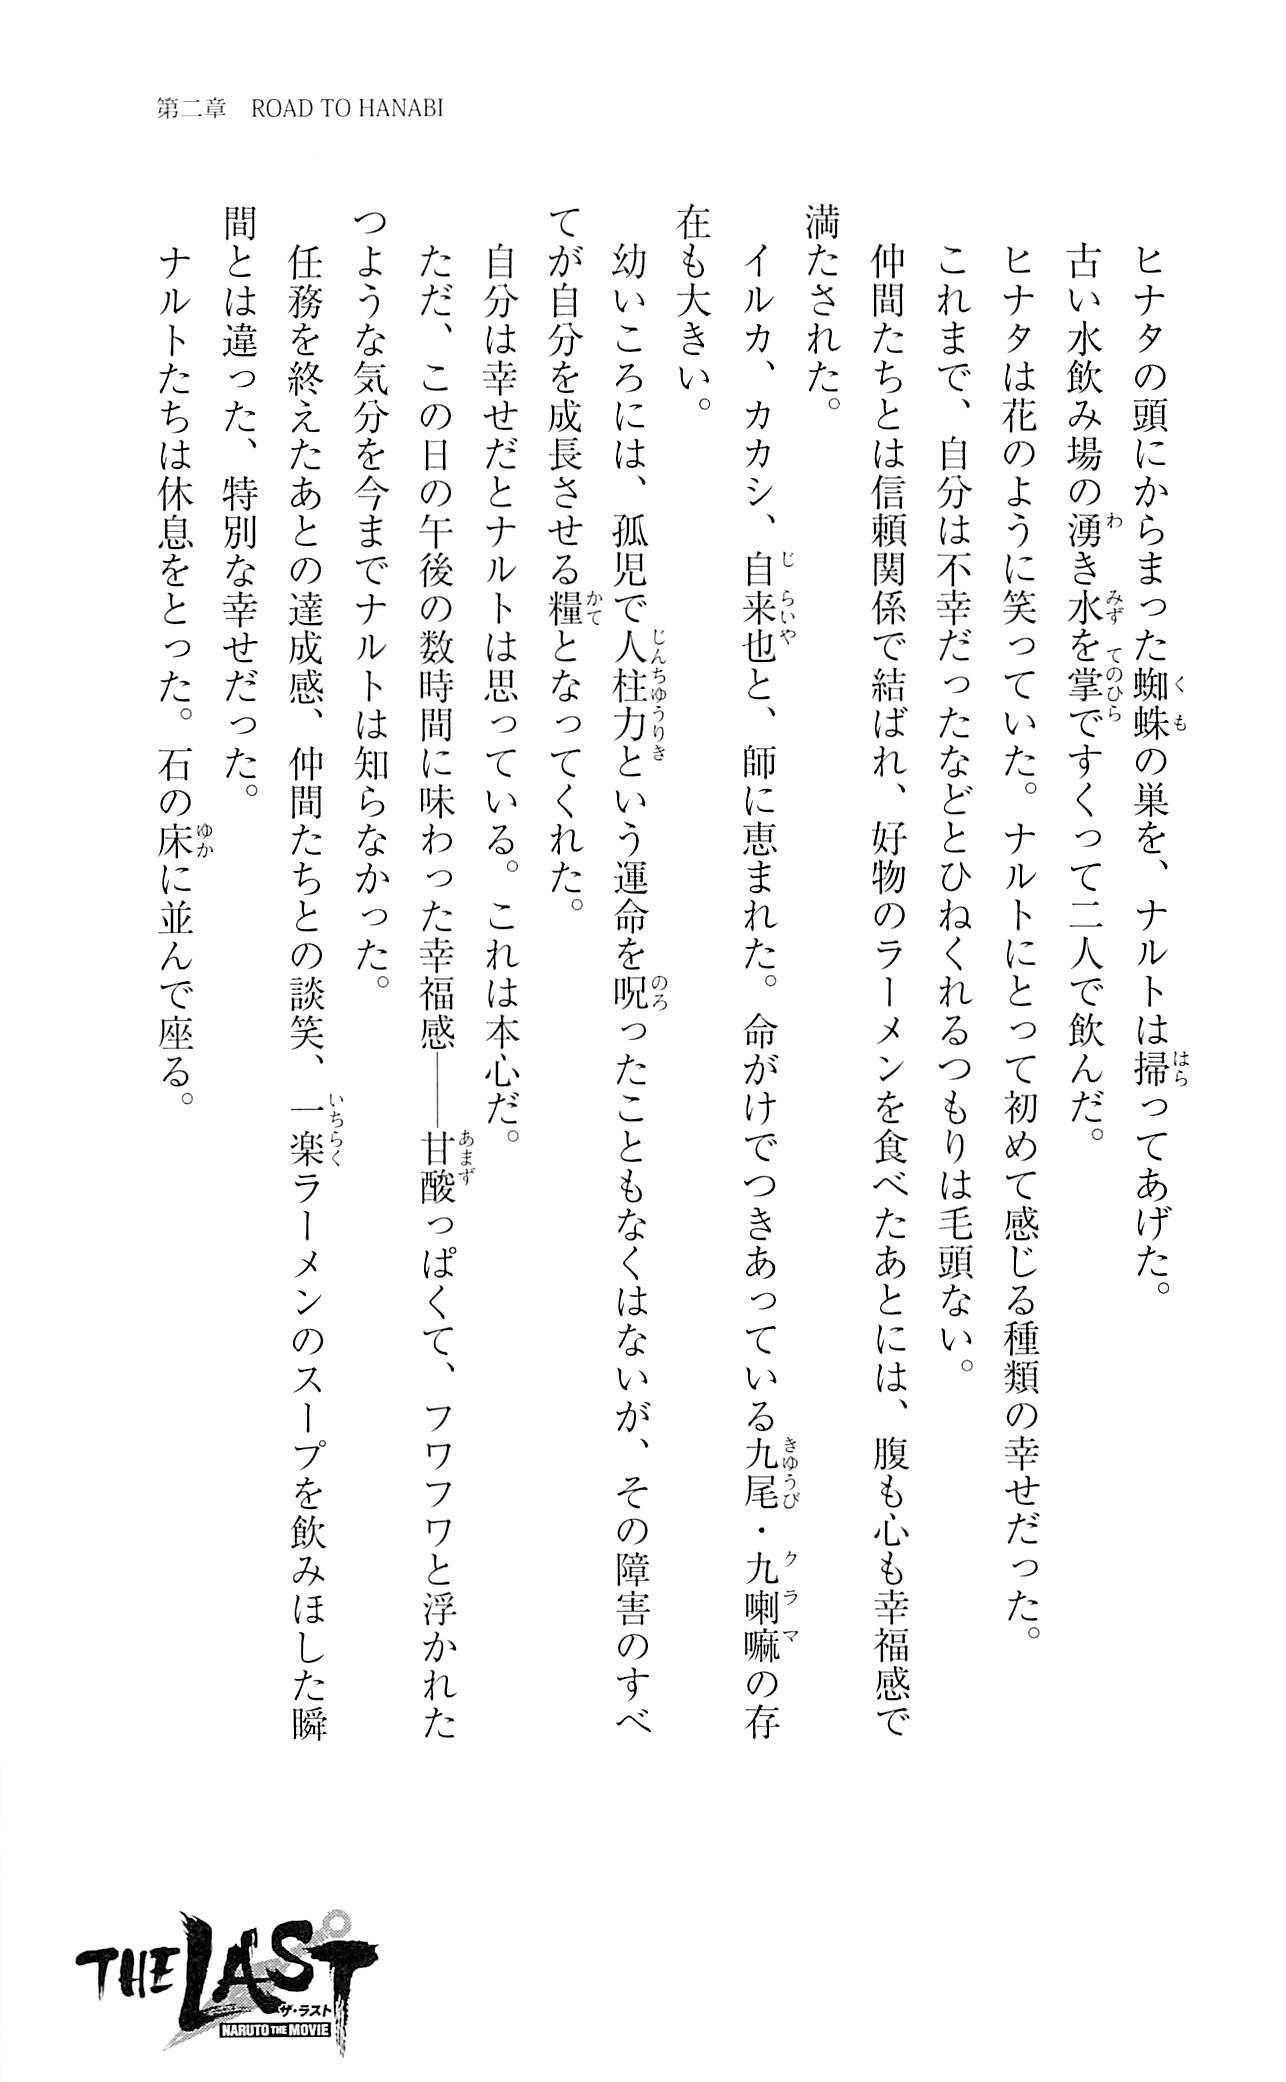 第二章 ROAD TO HANABI
ヒナタの頭にからまった蜘蛛の巣を、ナルトは掃ってあげた。
古い水飲み場の湧き水を掌ですくって二人で飲んだ。
ヒナタは花のように笑っていた。ナルトにとって初めて感じる種類の幸せだった。
これまで、自分は不幸だったなどとひねくれるつもりは毛頭ない。
仲間たちとは信頼関係で結ばれ、好物のラーメンを食べたあとには、腹も心も幸福感で
満たされた。
イルカ、カカシ、自来也と、師に恵まれた。命がけでつきあっている九尾・九喇嘛の存
在も大きい。
幼いころには、孤児で人柱力という運命を呪ったこともなくはないが、その障害のすべ
てが自分を成長させる糧となってくれた。
自分は幸せだとナルトは思っている。これは本心だ。
ただ、この日の午後の数時間に味わった幸福感――甘酸っぱくて、フワフワと浮かれた
つような気分を今までナルトは知らなかった。
任務を終えたあとの達成感、仲間たちとの談笑、一楽ラーメンのスープを飲みほした瞬
間とは違った、特別な幸せだった。
ナルトたちは休息をとった。石の床に並んで座る。
THE LAST
ザ・ラスト
NARUTO THE MOVIE